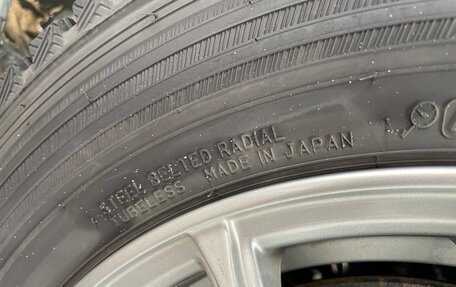 STEEL BELTED RADIAL
TUBELESS MADE IN JAPAN